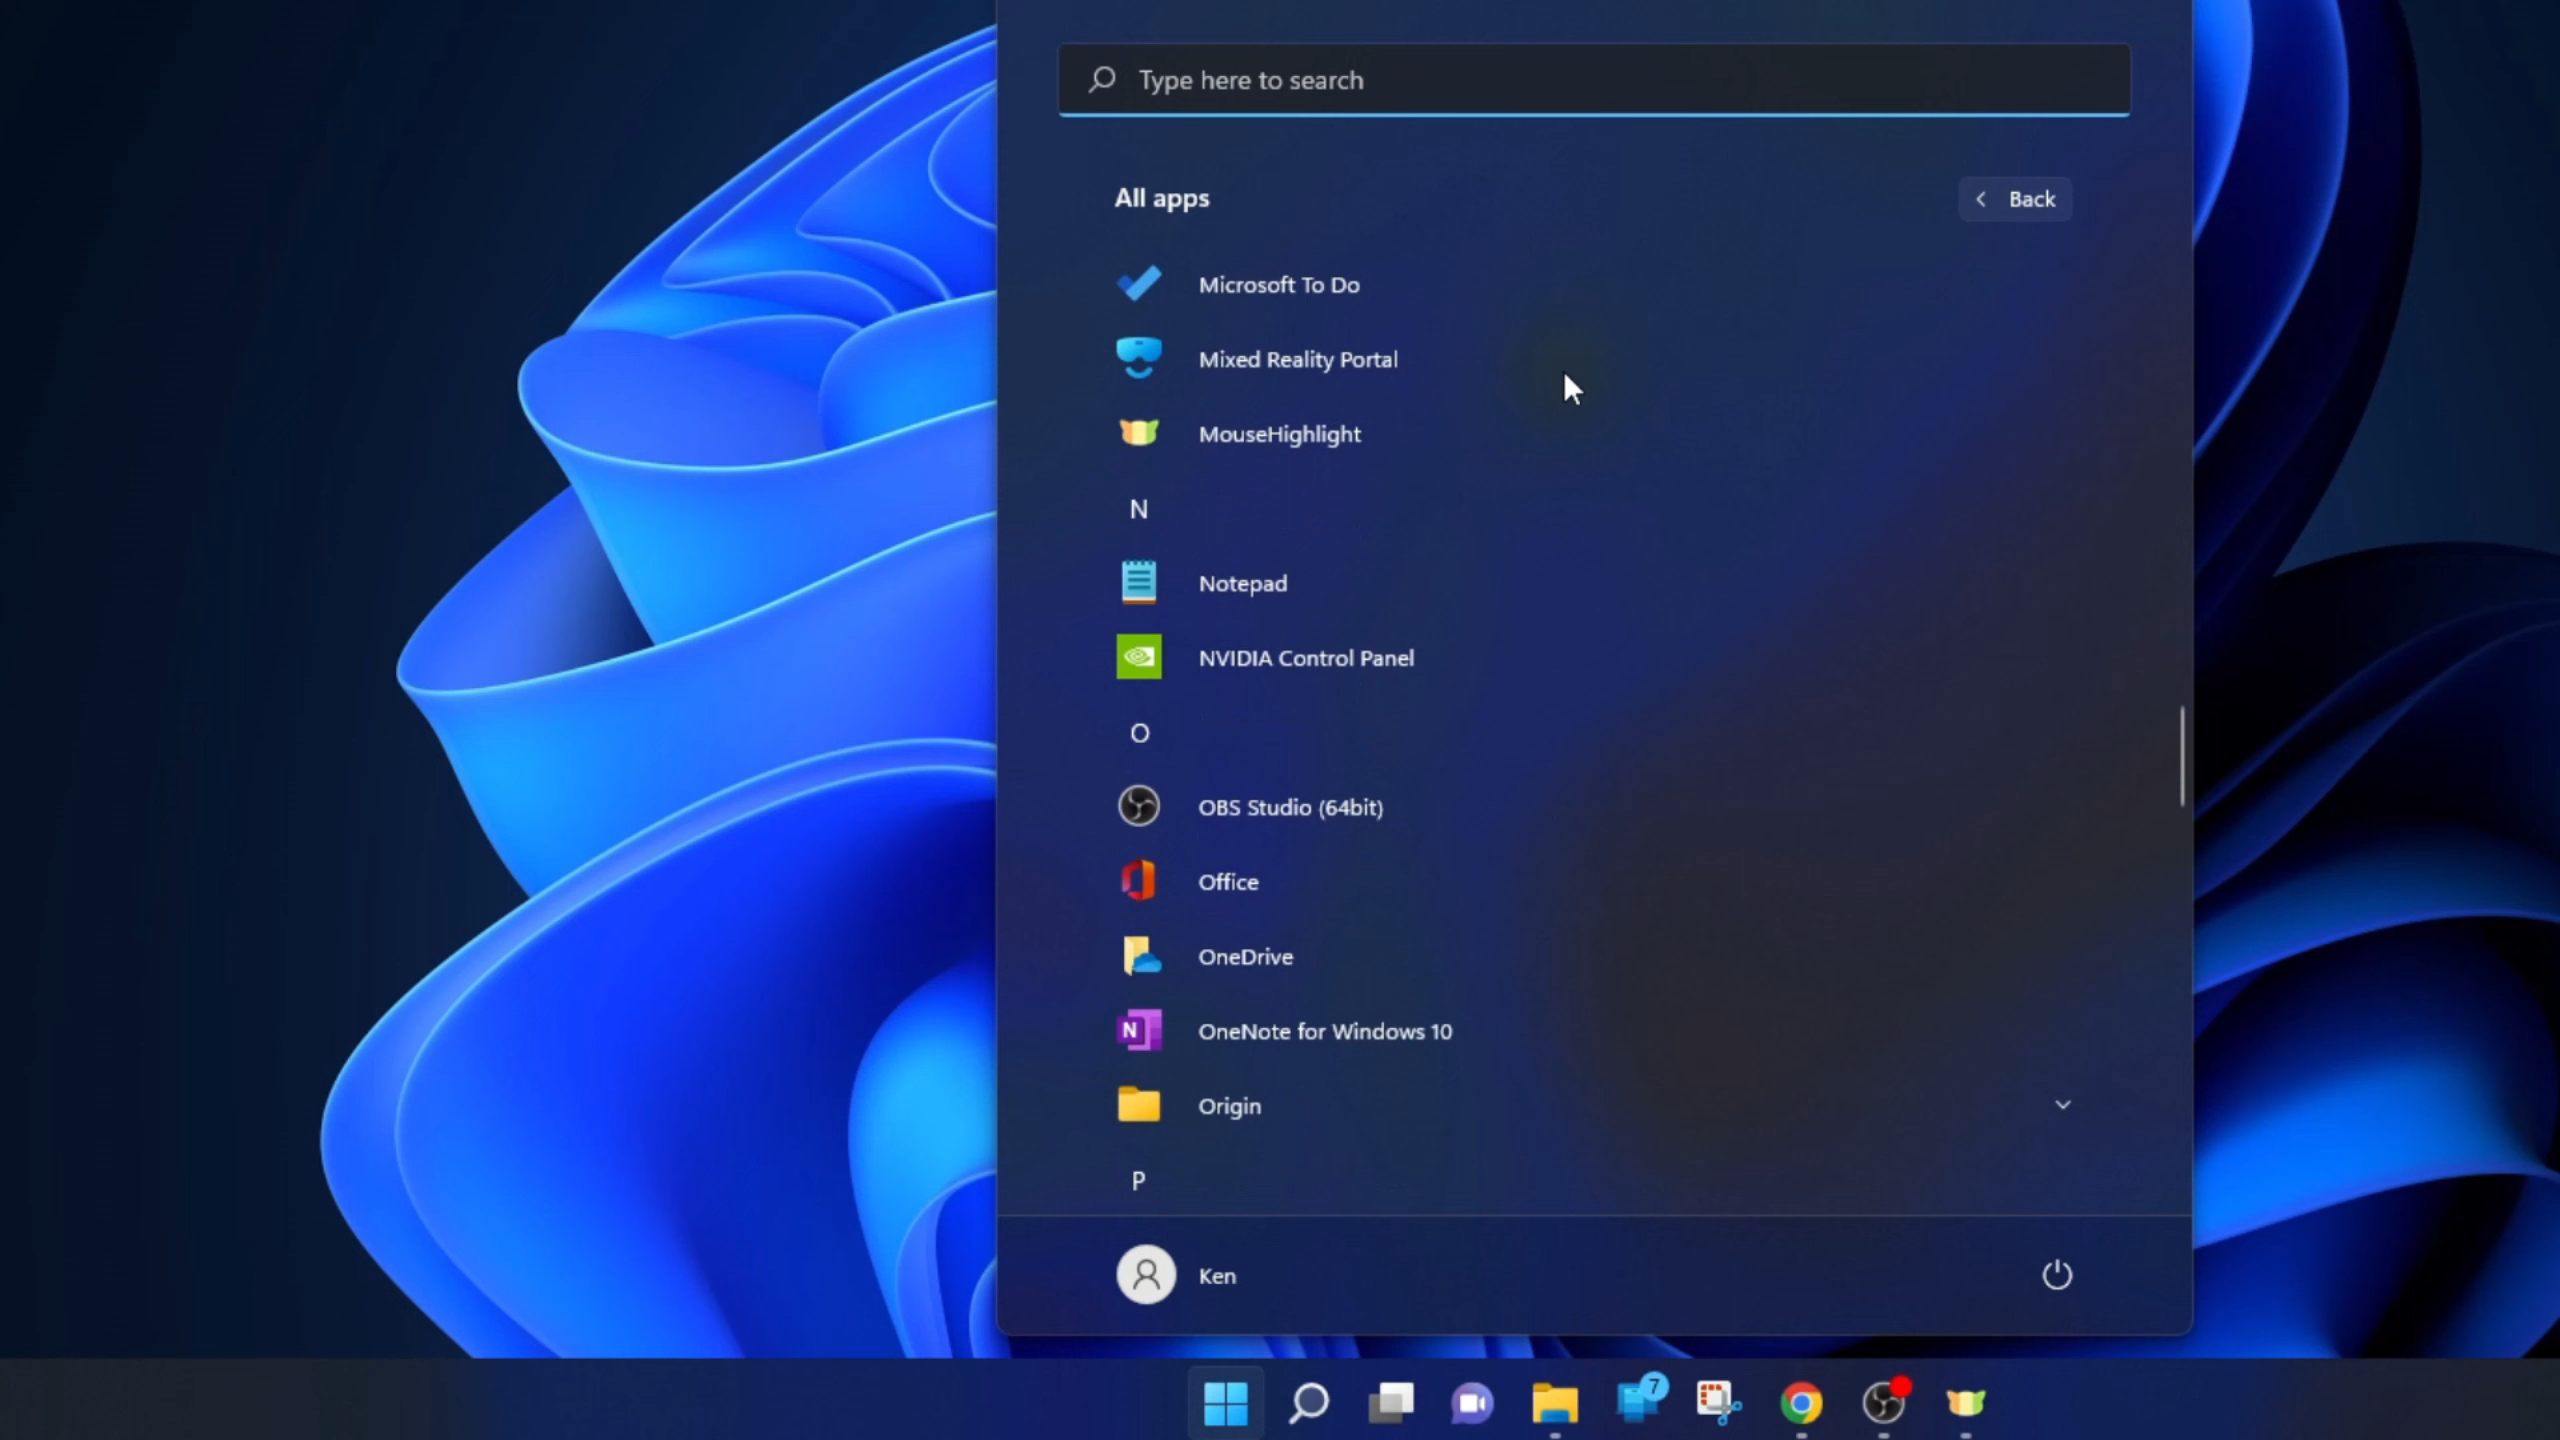 Type here to search
All apps
Back
Microsoft To Do
Mixed Reality Portal
MouseHighlight
N
Notepad
NVIDIA Control Panel
O
OBS Studio (64bit)
Office
OneDrive
N
OneNote for Windows 10
Origin
P
Ken
7